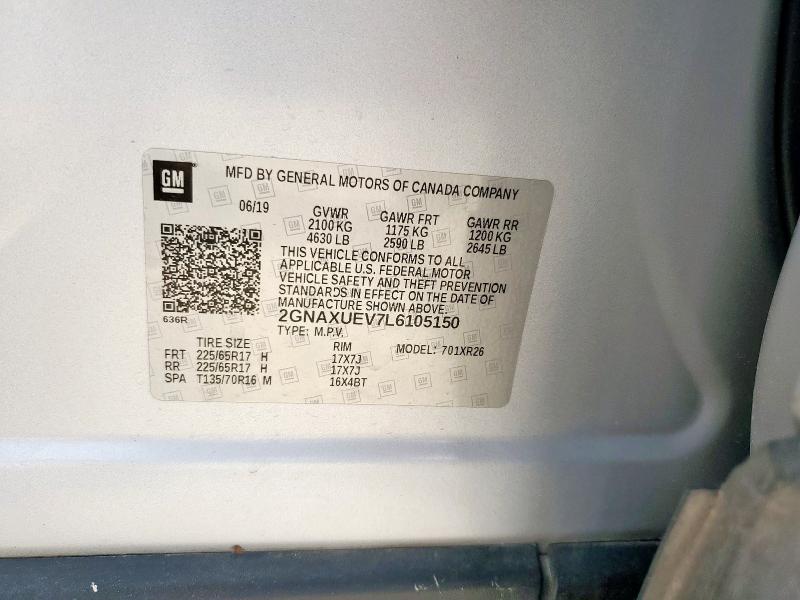 GM
MFD BY GENERAL MOTORS OF CANADA COMPANY
06/19
GVWR GAWR FRT GAWR RR
2100 KG 1175 KG 1200 KG
4630 LB 2590 LB 2645 LB
THIS VEHICLE CONFORMS TO ALL
APPLICABLE U.S. FEDERAL MOTOR
VEHICLE SAFETY AND THEFT PREVENTION
STANDARDS IN EFFECT ON THE DATE OF
MANUFACTURE SHOWN ABOVE.
636R
2GNAXUEV7L6105150
TYPE: M.P.V.
TIRE SIZE RIM MODEL: 701XR26
FRT 225/65R17 H 17X7J
RR 225/65R17 H 17X7J
SPA T135/70R16 M 16X4BT